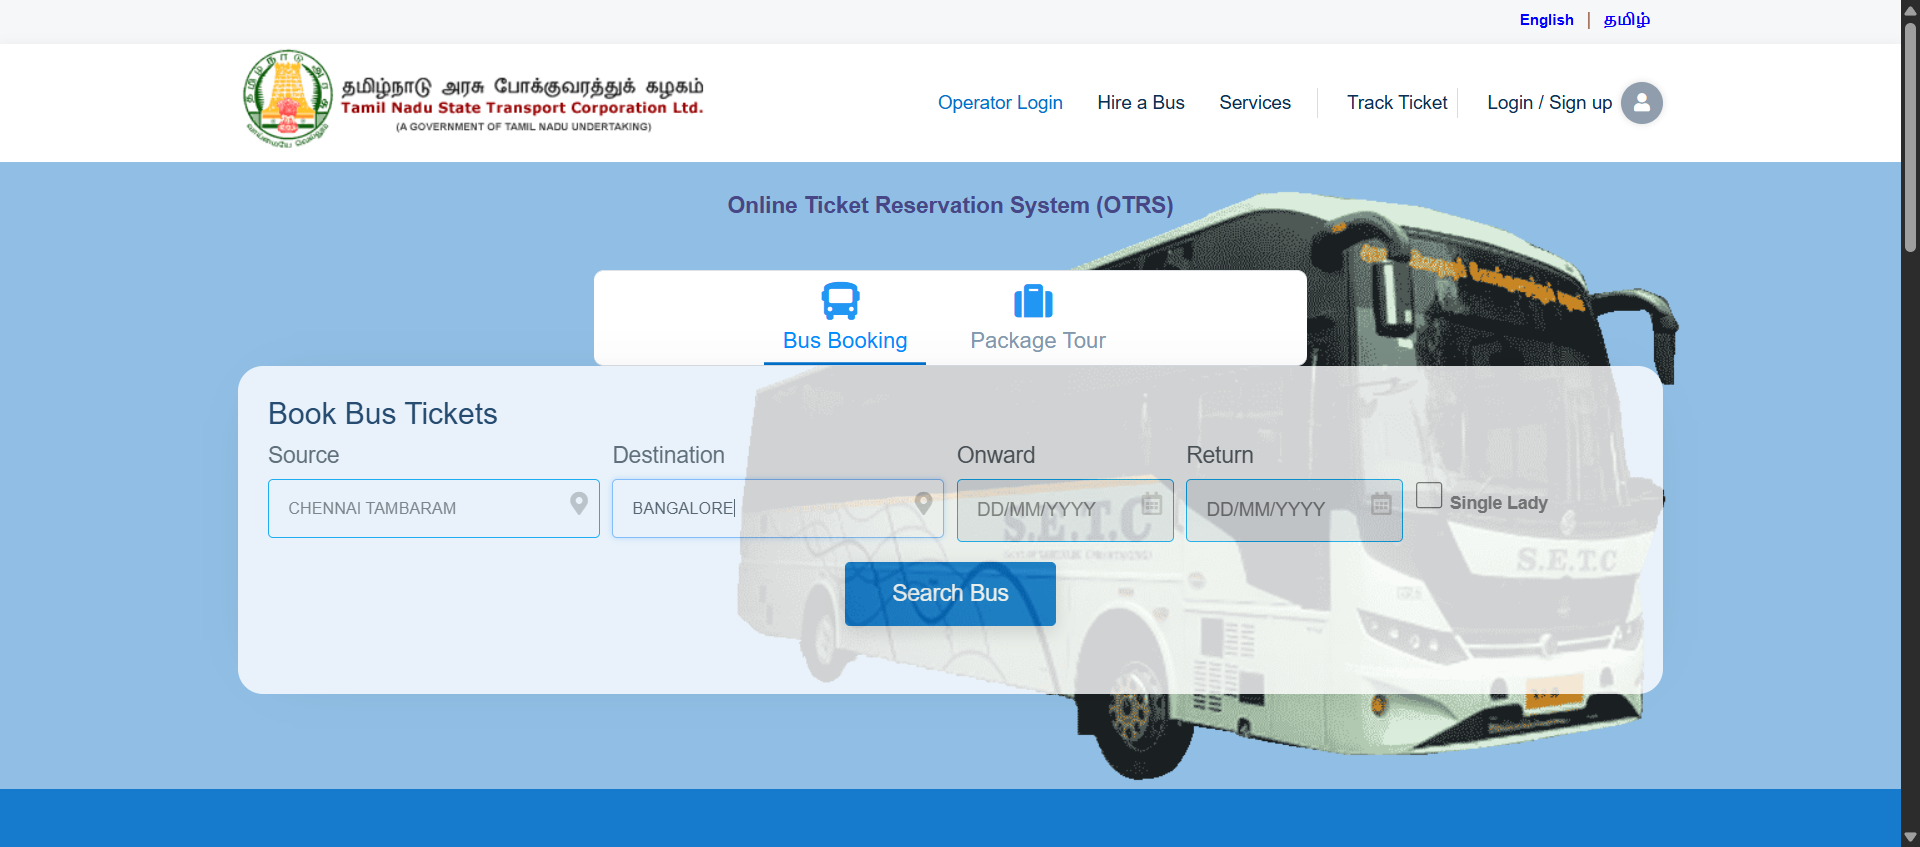 English | தமிழ்
தமிழ்நாடு அரசு போக்குவரத்துக் கழகம்
Tamil Nadu State Transport Corporation Ltd.
(A GOVERNMENT OF TAMIL NADU UNDERTAKING)
Operator Login Hire a Bus Services Track Ticket Login / Sign up
Online Ticket Reservation System (OTRS)
Bus Booking Package Tour
Book Bus Tickets
Source Destination Onward Return
CHENNAI TAMBARAM BANGALORE DD/MM/YYYY DD/MM/YYYY Single Lady
S.E.T.C
S.E.T.C
Search Bus